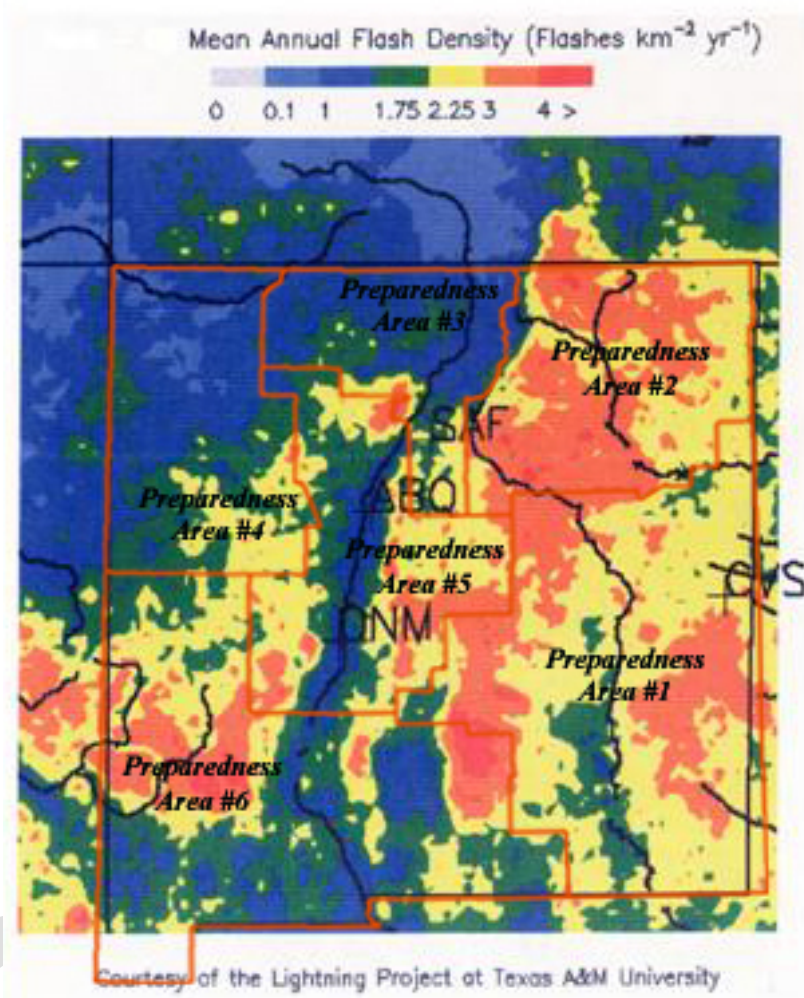 Mean Annual Flash Density (Flashes km⁻² yr⁻¹)
0 0.1 1 1.75 2.25 3 4 >
Preparedness
Area #3
Preparedness
Area #2
SAF
ABQ
Preparedness
Area #4
Preparedness
Area #5
CVS
ONM
Preparedness
Area #1
Preparedness
Area #6
Courtesy of the Lightning Project at Texas A&M University